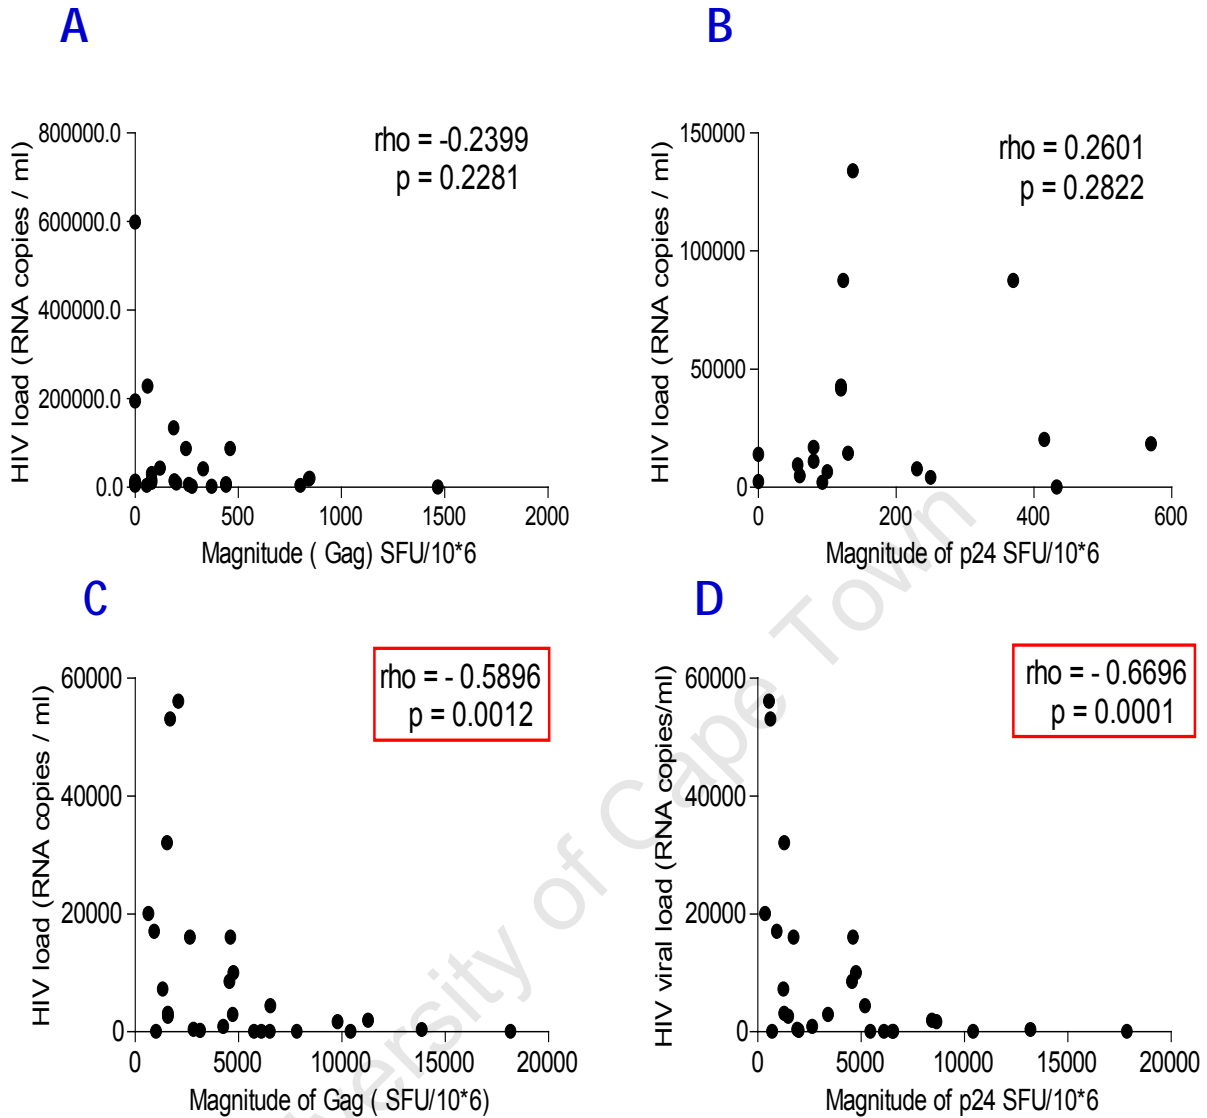 A
rho = -0.2399
p = 0.2281
HIV load (RNA copies / ml)
800000.0
600000.0
400000.0
200000.0
0.0
0 500 1000 1500 2000
Magnitude ( Gag) SFU/10*6
B
rho = 0.2601
p = 0.2822
HIV load (RNA copies / ml)
150000
100000
50000
0
0 200 400 600
Magnitude of p24 SFU/10*6
C
rho = - 0.5896
p = 0.0012
HIV load (RNA copies / ml)
60000
40000
20000
0
0 5000 10000 15000 20000
Magnitude of Gag ( SFU/10*6)
D
rho = - 0.6696
p = 0.0001
HIV viral load (RNA copies/ml)
60000
40000
20000
0
0 5000 10000 15000 20000
Magnitude of p24 SFU/10*6
versity of Cape Town